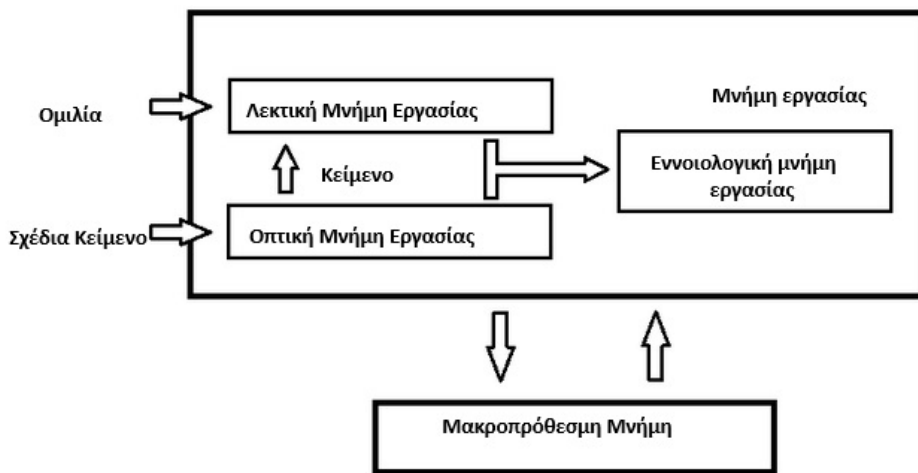 Μνήμη εργασίας
Ομιλία
Λεκτική Μνήμη Εργασίας
Κείμενο
Εννοιολογική μνήμη
εργασίας
Σχέδια Κείμενο
Οπτική Μνήμη Εργασίας
Μακροπρόθεσμη Μνήμη